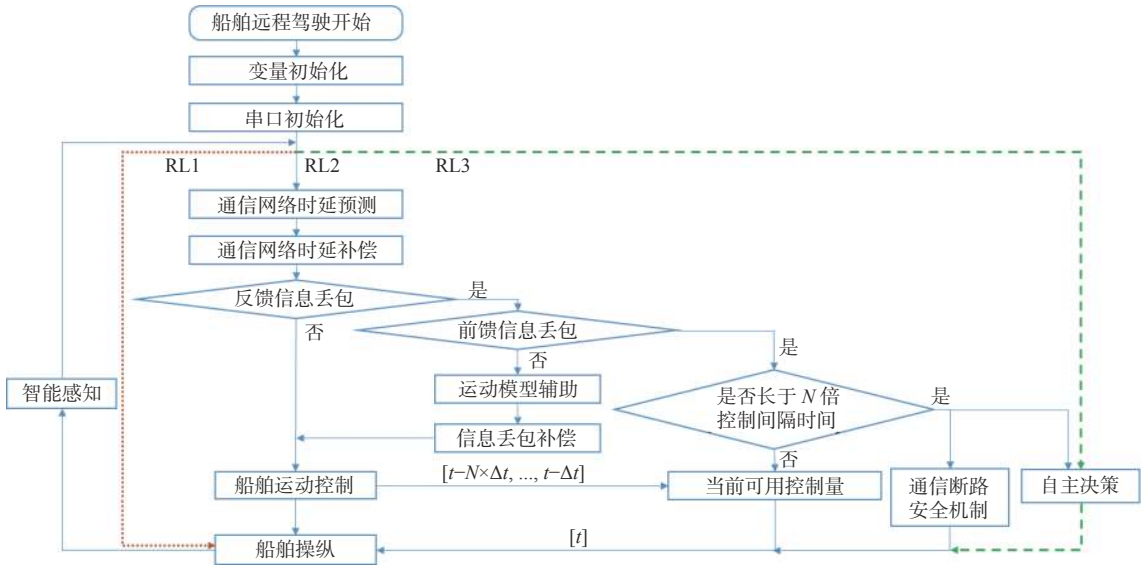 船舶远程驾驶开始
变量初始化
串口初始化
RL1
RL2
RL3
通信网络时延预测
通信网络时延补偿
反馈信息丢包
是
否
前馈信息丢包
是
否
智能感知
运动模型辅助
是否长于 N 倍
控制间隔时间
是
否
信息丢包补偿
船舶运动控制
[t−N×Δt, ..., t−Δt]
当前可用控制量
通信断路
安全机制
自主决策
船舶操纵
[t]